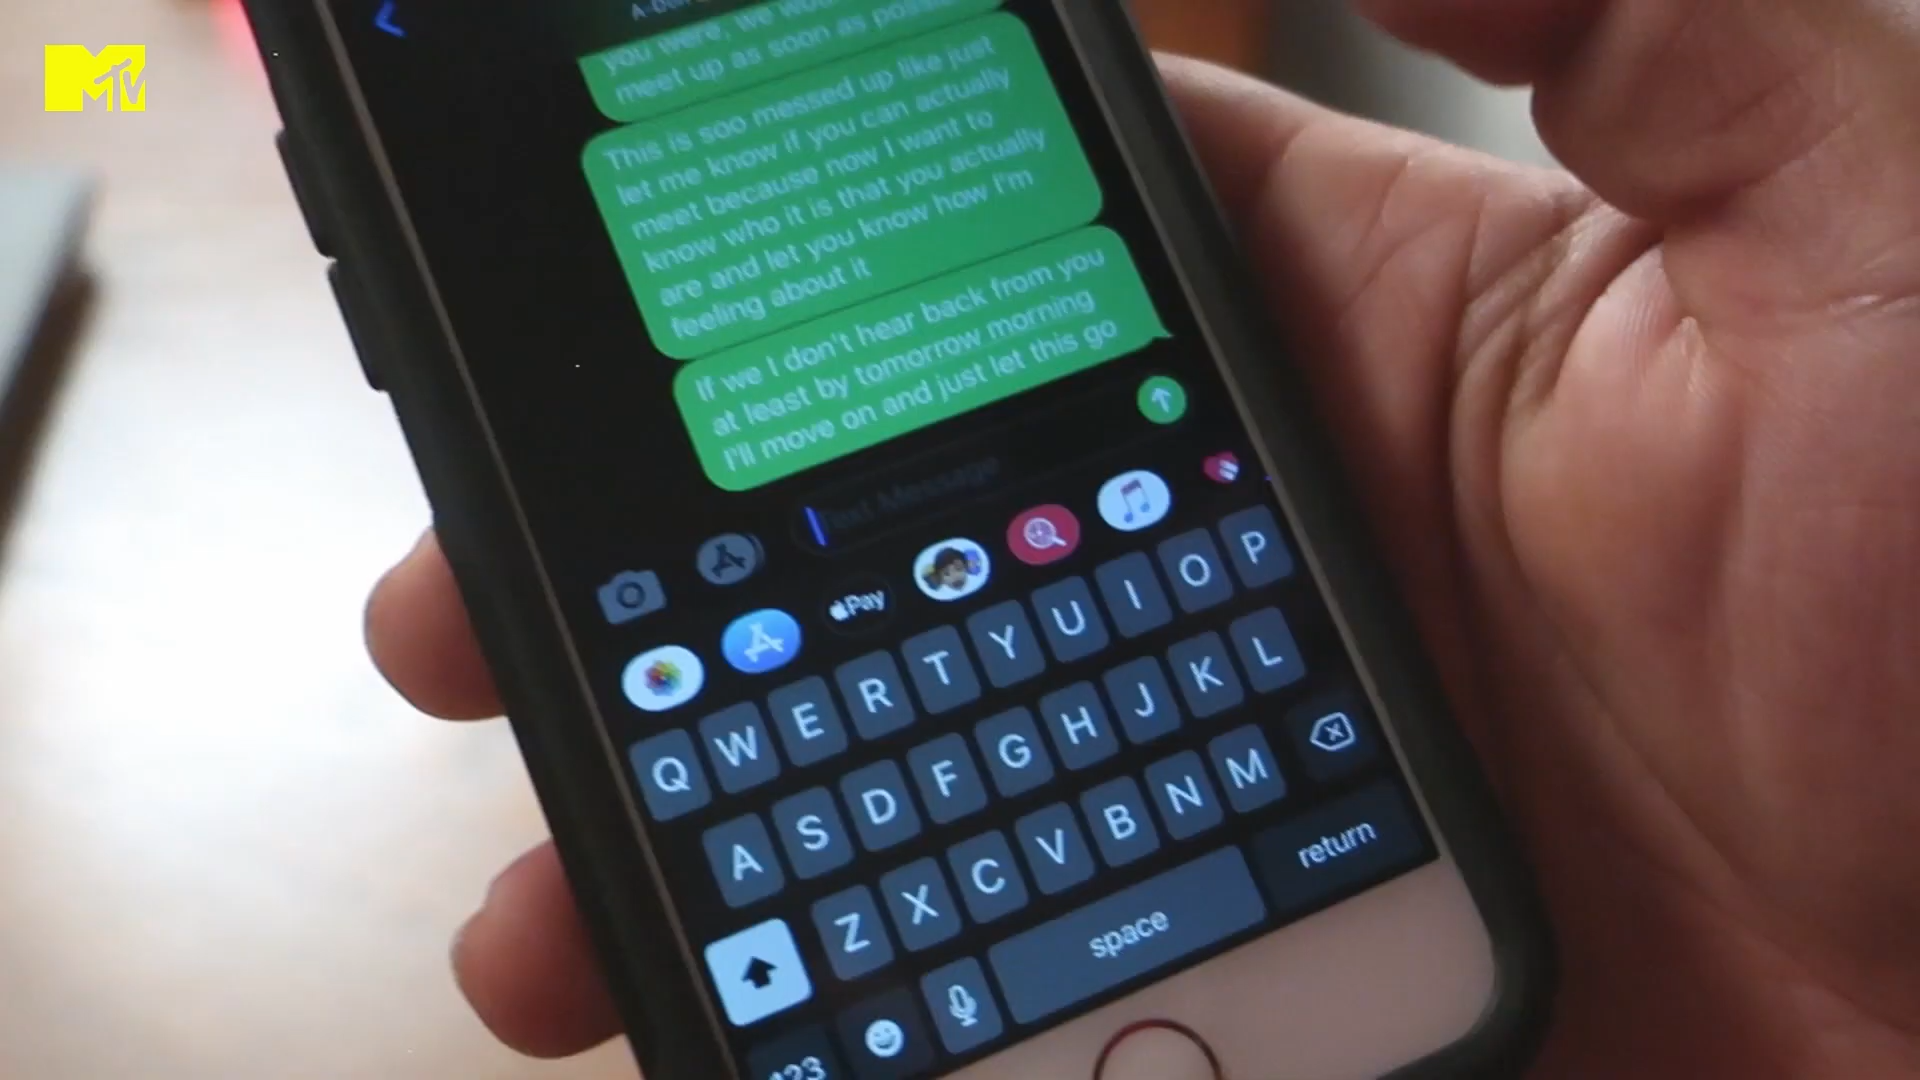 MTV
you were, we
meet up as soon as
This is soo messed up like just
let me know if you can actually
meet because now I want to
know who it is that you actually
are and let you know how I'm
feeling about it
If we I don't hear back from you
at least by tomorrow morning
I'll move on and just let this go
Text Message
Pay
Q W E R T Y U I O P
A S D F G H J K L
Z X C V B N M
123
space
return